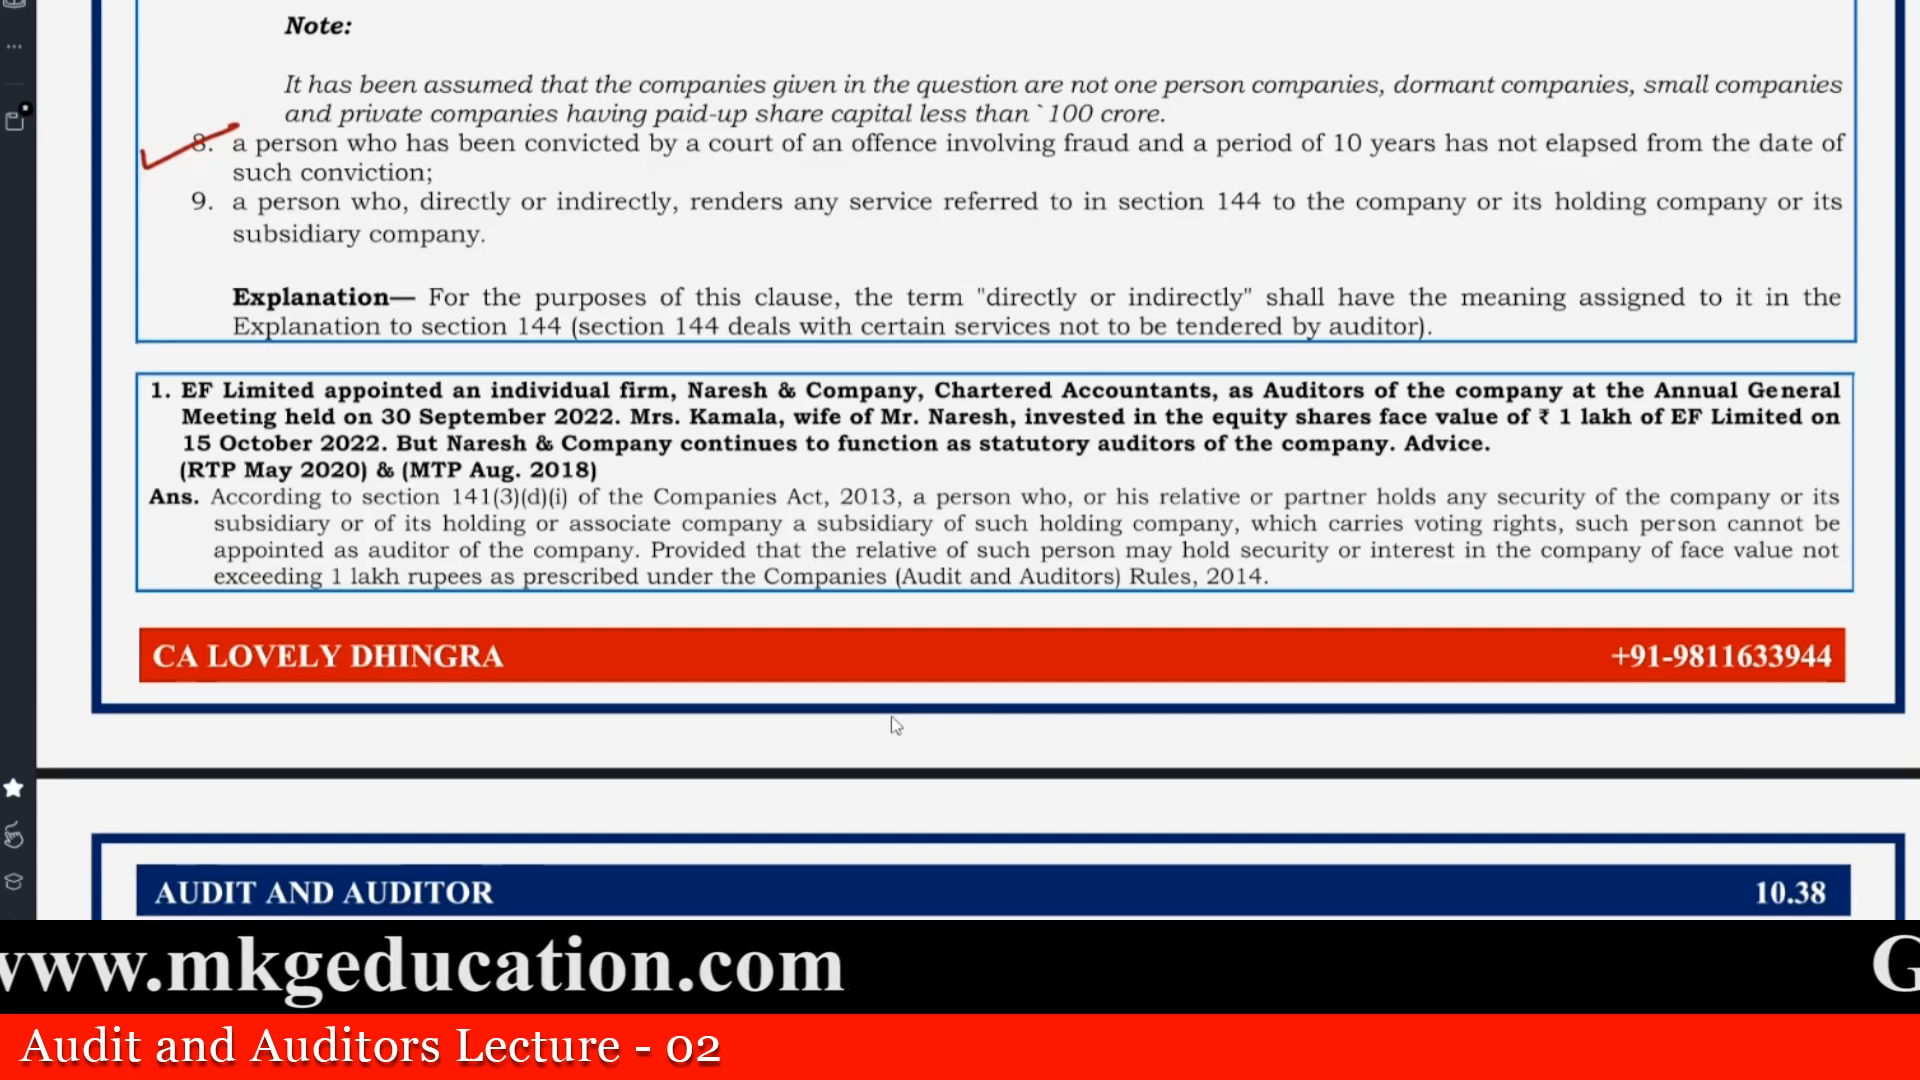 Note:
It has been assumed that the companies given in the question are not one person companies, dormant companies, small companies
and private companies having paid-up share capital less than ` 100 crore.
8. a person who has been convicted by a court of an offence involving fraud and a period of 10 years has not elapsed from the date of
such conviction;
9. a person who, directly or indirectly, renders any service referred to in section 144 to the company or its holding company or its
subsidiary company.
Explanation— For the purposes of this clause, the term "directly or indirectly" shall have the meaning assigned to it in the
Explanation to section 144 (section 144 deals with certain services not to be tendered by auditor).
1. EF Limited appointed an individual firm, Naresh & Company, Chartered Accountants, as Auditors of the company at the Annual General
Meeting held on 30 September 2022. Mrs. Kamala, wife of Mr. Naresh, invested in the equity shares face value of ₹ 1 lakh of EF Limited on
15 October 2022. But Naresh & Company continues to function as statutory auditors of the company. Advice.
(RTP May 2020) & (MTP Aug. 2018)
Ans. According to section 141(3)(d)(i) of the Companies Act, 2013, a person who, or his relative or partner holds any security of the company or its
subsidiary or of its holding or associate company a subsidiary of such holding company, which carries voting rights, such person cannot be
appointed as auditor of the company. Provided that the relative of such person may hold security or interest in the company of face value not
exceeding 1 lakh rupees as prescribed under the Companies (Audit and Auditors) Rules, 2014.
CA LOVELY DHINGRA +91-9811633944
AUDIT AND AUDITOR 10.38
www.mkgeducation.com G
Audit and Auditors Lecture - 02